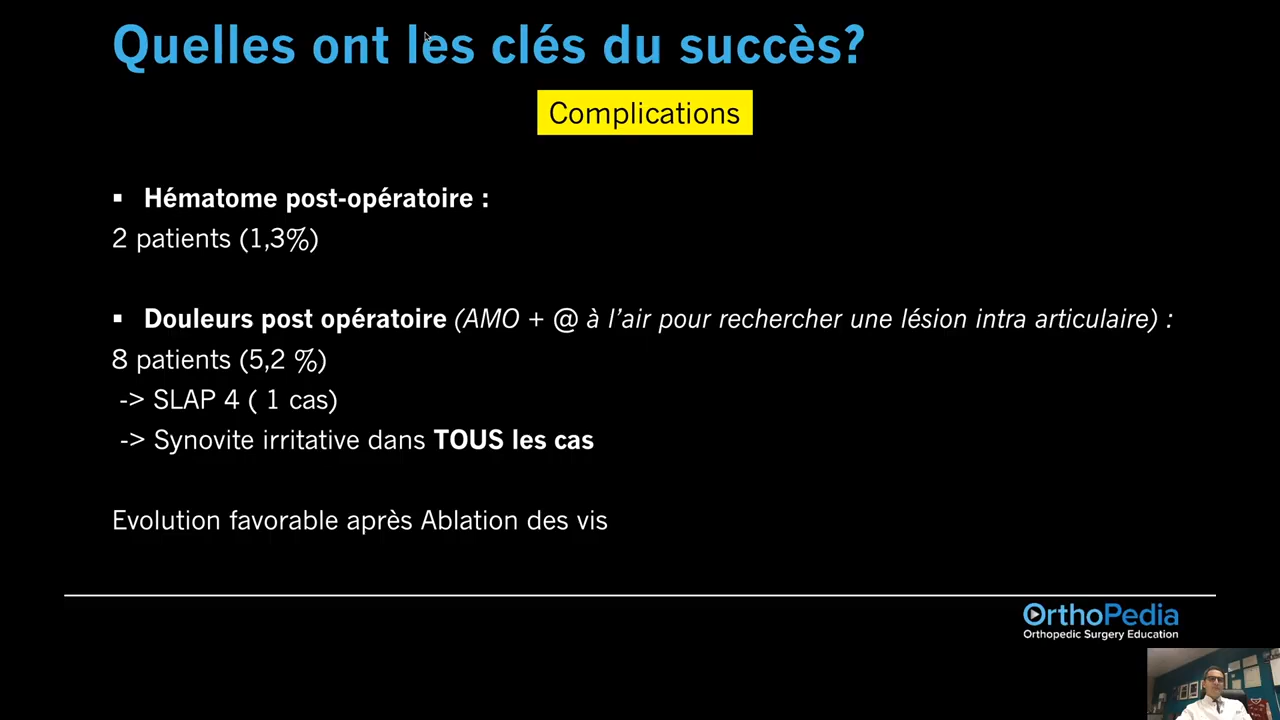 Quelles ont les clés du succès?
Complications
▪ Hématome post-opératoire :
2 patients (1,3%)
▪ Douleurs post opératoire (AMO + @ à l'air pour rechercher une lésion intra articulaire) :
8 patients (5,2 %)
-> SLAP 4 ( 1 cas)
-> Synovite irritative dans TOUS les cas
Evolution favorable après Ablation des vis
OrthoPedia
Orthopedic Surgery Education